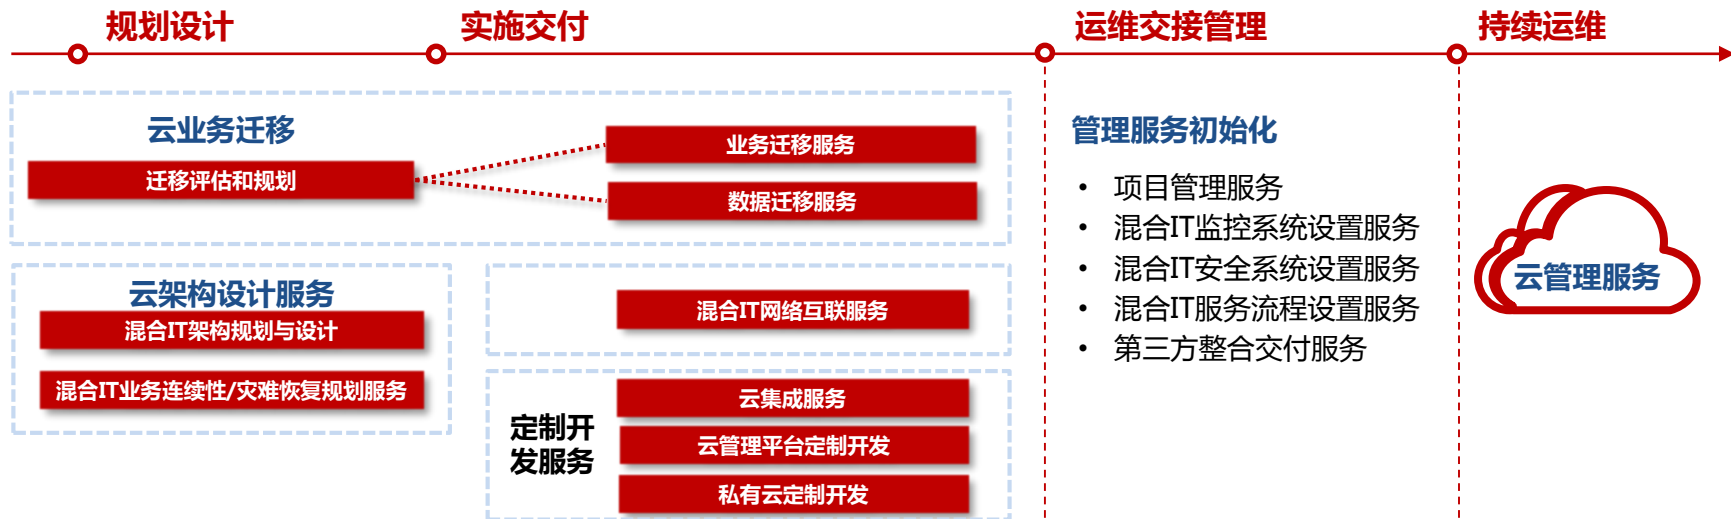 规划设计
实施交付
运维交接管理
持续运维
云业务迁移
迁移评估和规划
业务迁移服务
数据迁移服务
云架构设计服务
混合IT架构规划与设计
混合IT业务连续性/灾难恢复规划服务
混合IT网络互联服务
定制开
发服务
云集成服务
云管理平台定制开发
私有云定制开发
管理服务初始化
• 项目管理服务
• 混合IT监控系统设置服务
• 混合IT安全系统设置服务
• 混合IT服务流程设置服务
• 第三方整合交付服务
云管理服务